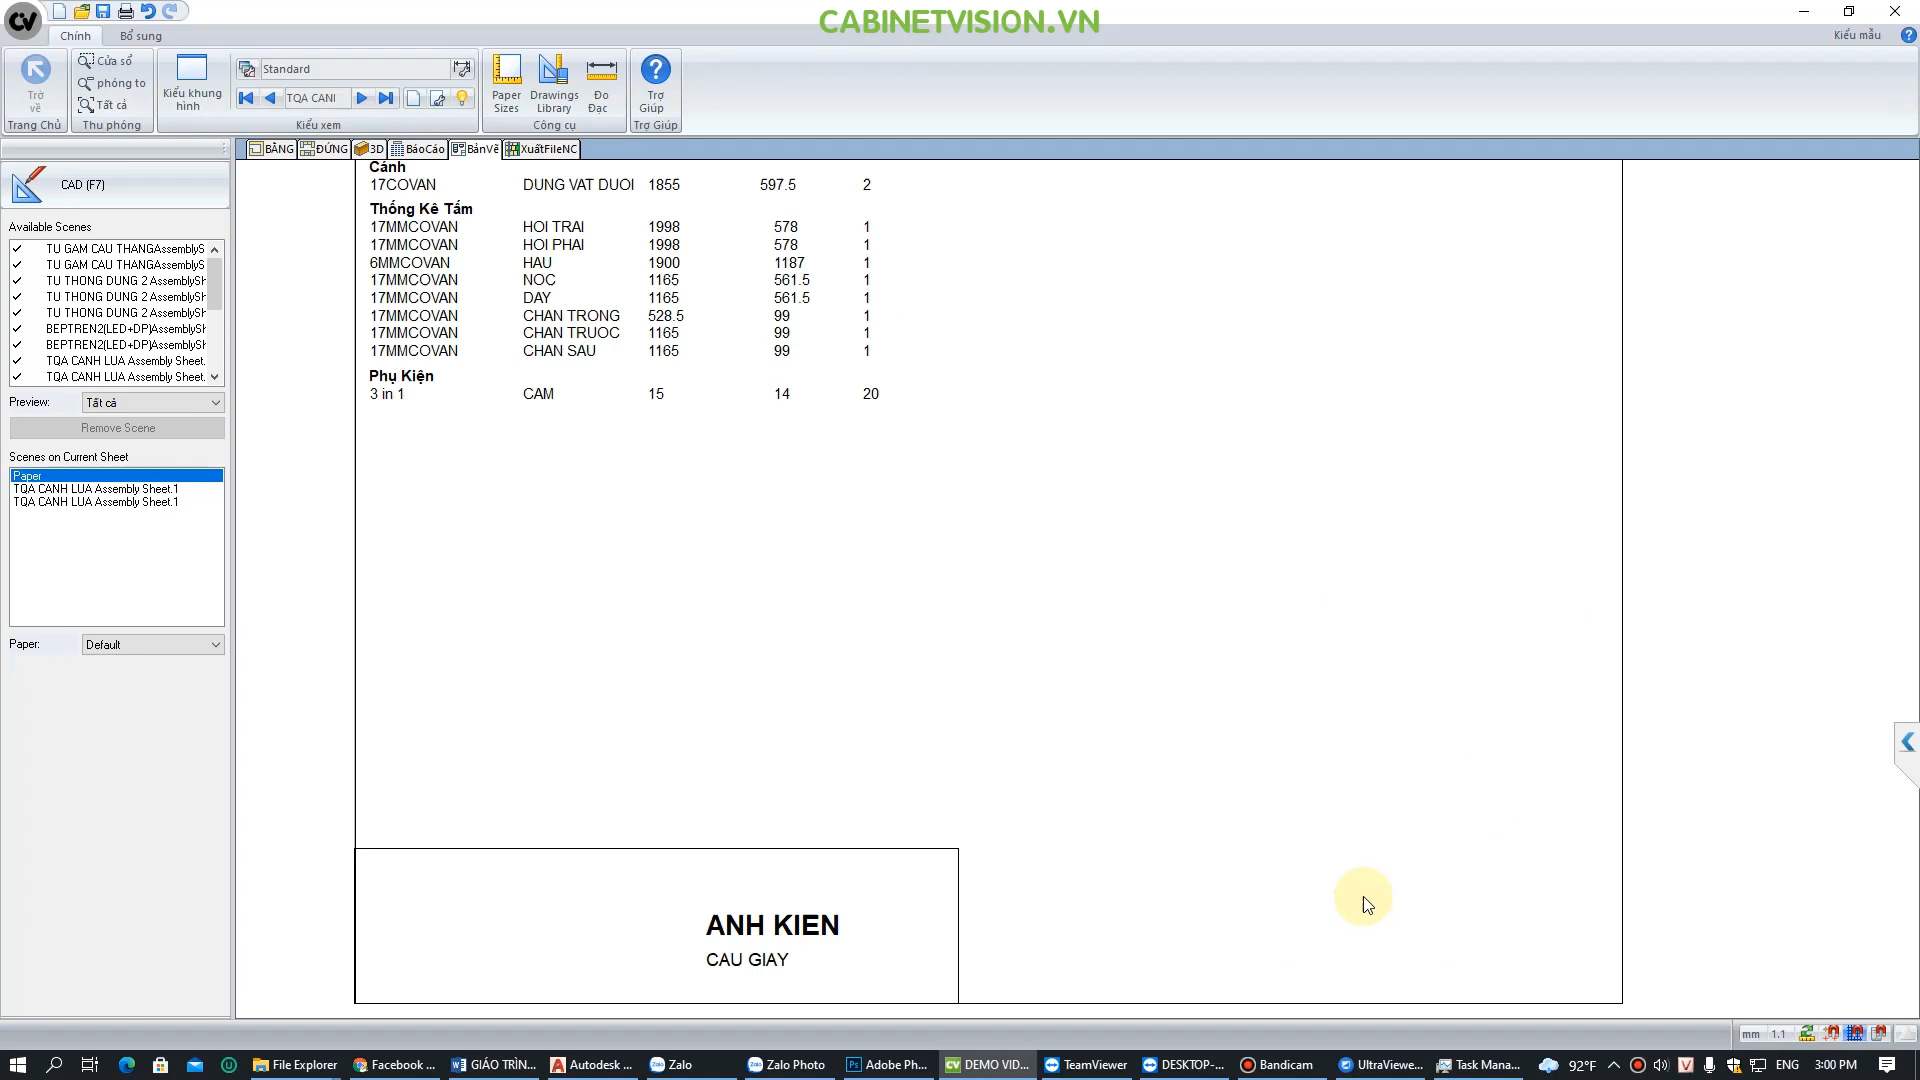 CABINETVISION.VN
CV
Chính
Bổ sung
Kiểu mẫu
Trở về
Trang Chủ
Cửa sổ
phóng to
Tất cả
Thu phóng
Kiểu khung hình
Standard
TQA CANI
Kiểu xem
Paper Sizes
Drawings Library
Đo Đạc
Công cụ
Trợ Giúp
Trợ Giúp
BẰNG
ĐỨNG
3D
BáoCáo
BảnVẽ
XuấtFileNC
CAD (F7)
Available Scenes
TU GAM CAU THANGAssemblyS
TU GAM CAU THANGAssemblyS
TU THONG DUNG 2 AssemblySh
TU THONG DUNG 2 AssemblySh
TU THONG DUNG 2 AssemblySh
BEPTREN2(LED+DP)AssemblySh
BEPTREN2(LED+DP)AssemblySh
TQA CANH LUA Assembly Sheet.
TQA CANH LUA Assembly Sheet.
Preview: Tất cả
Remove Scene
Scenes on Current Sheet
Paper
TQA CANH LUA Assembly Sheet.1
TQA CANH LUA Assembly Sheet.1
Paper: Default
Cánh
17COVAN DUNG VAT DUOI 1855 597.5 2
Thống Kê Tấm
17MMCOVAN HOI TRAI 1998 578 1
17MMCOVAN HOI PHAI 1998 578 1
6MMCOVAN HAU 1900 1187 1
17MMCOVAN NOC 1165 561.5 1
17MMCOVAN DAY 1165 561.5 1
17MMCOVAN CHAN TRONG 528.5 99 1
17MMCOVAN CHAN TRUOC 1165 99 1
17MMCOVAN CHAN SAU 1165 99 1
Phụ Kiện
3 in 1 CAM 15 14 20
ANH KIEN
CAU GIAY
mm 1.1
File Explorer
Facebook ...
GIÁO TRÌN...
Autodesk ...
Zalo
Zalo Photo
Adobe Ph...
DEMO VID...
TeamViewer
DESKTOP-...
Bandicam
UltraViewe...
Task Mana...
92°F
ENG
3:00 PM